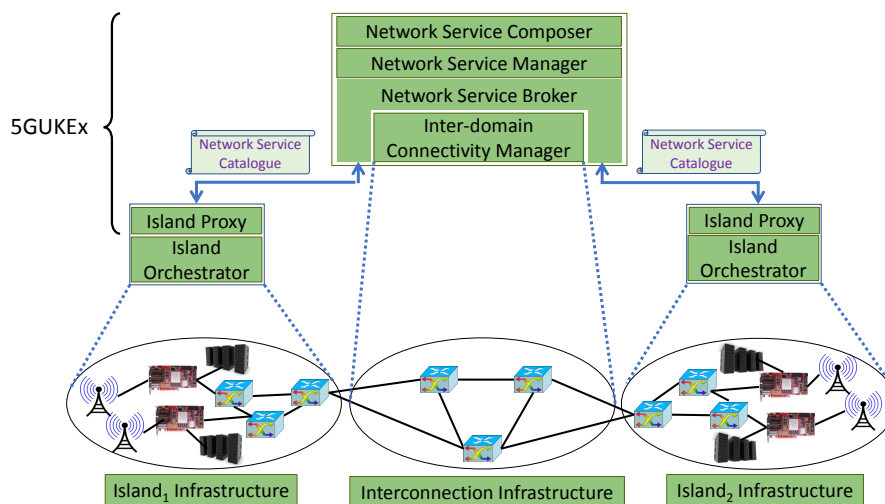 Network Service Composer
Network Service Manager
Network Service Broker
5GUKEx
Inter-domain
Connectivity Manager
Network Service
Catalogue
Network Service
Catalogue
Island Proxy
Island
Orchestrator
Island Proxy
Island
Orchestrator
Island₁ Infrastructure
Interconnection Infrastructure
Island₂ Infrastructure